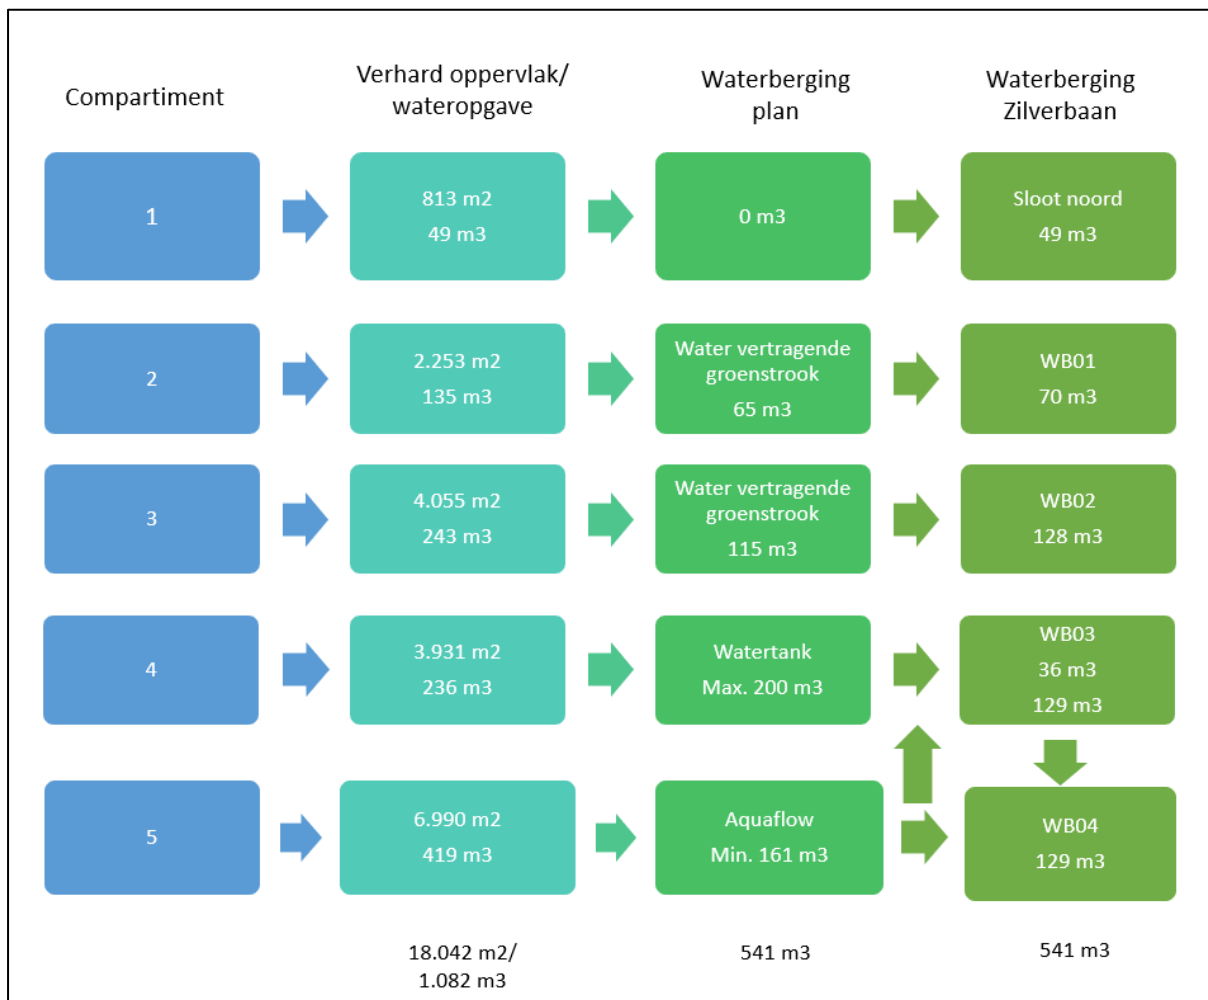 Compartiment
Verhard oppervlak/
wateropgave
Waterberging
plan
Waterberging
Zilverbaan
1
813 m2
49 m3
0 m3
Sloot noord
49 m3
2
2.253 m2
135 m3
Water vertragende
groenstrook
65 m3
WB01
70 m3
3
4.055 m2
243 m3
Water vertragende
groenstrook
115 m3
WB02
128 m3
4
3.931 m2
236 m3
Watertank
Max. 200 m3
WB03
36 m3
129 m3
5
6.990 m2
419 m3
Aquaflow
Min. 161 m3
WB04
129 m3
18.042 m2/
1.082 m3
541 m3
541 m3